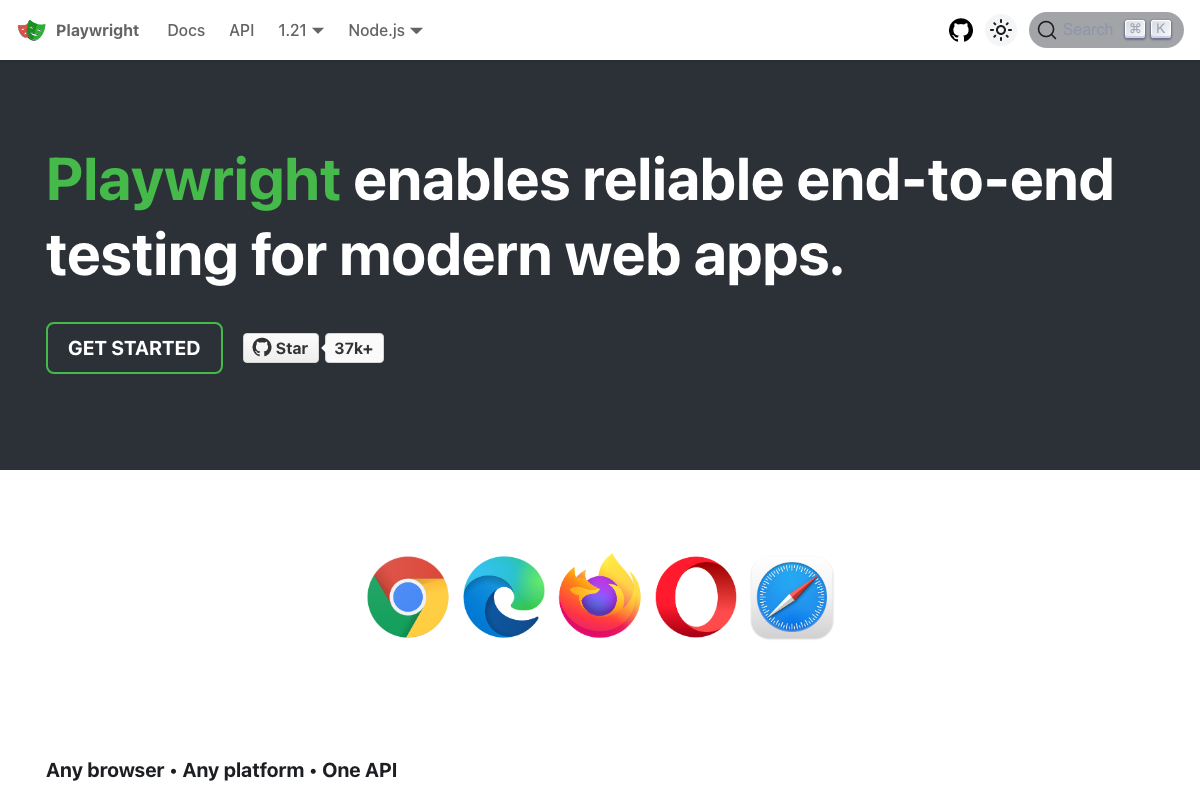 Playwright Docs API 1.21 Node.js Search ⌘ K
Playwright enables reliable end-to-end
testing for modern web apps.
GET STARTED Star 37k+
Any browser • Any platform • One API